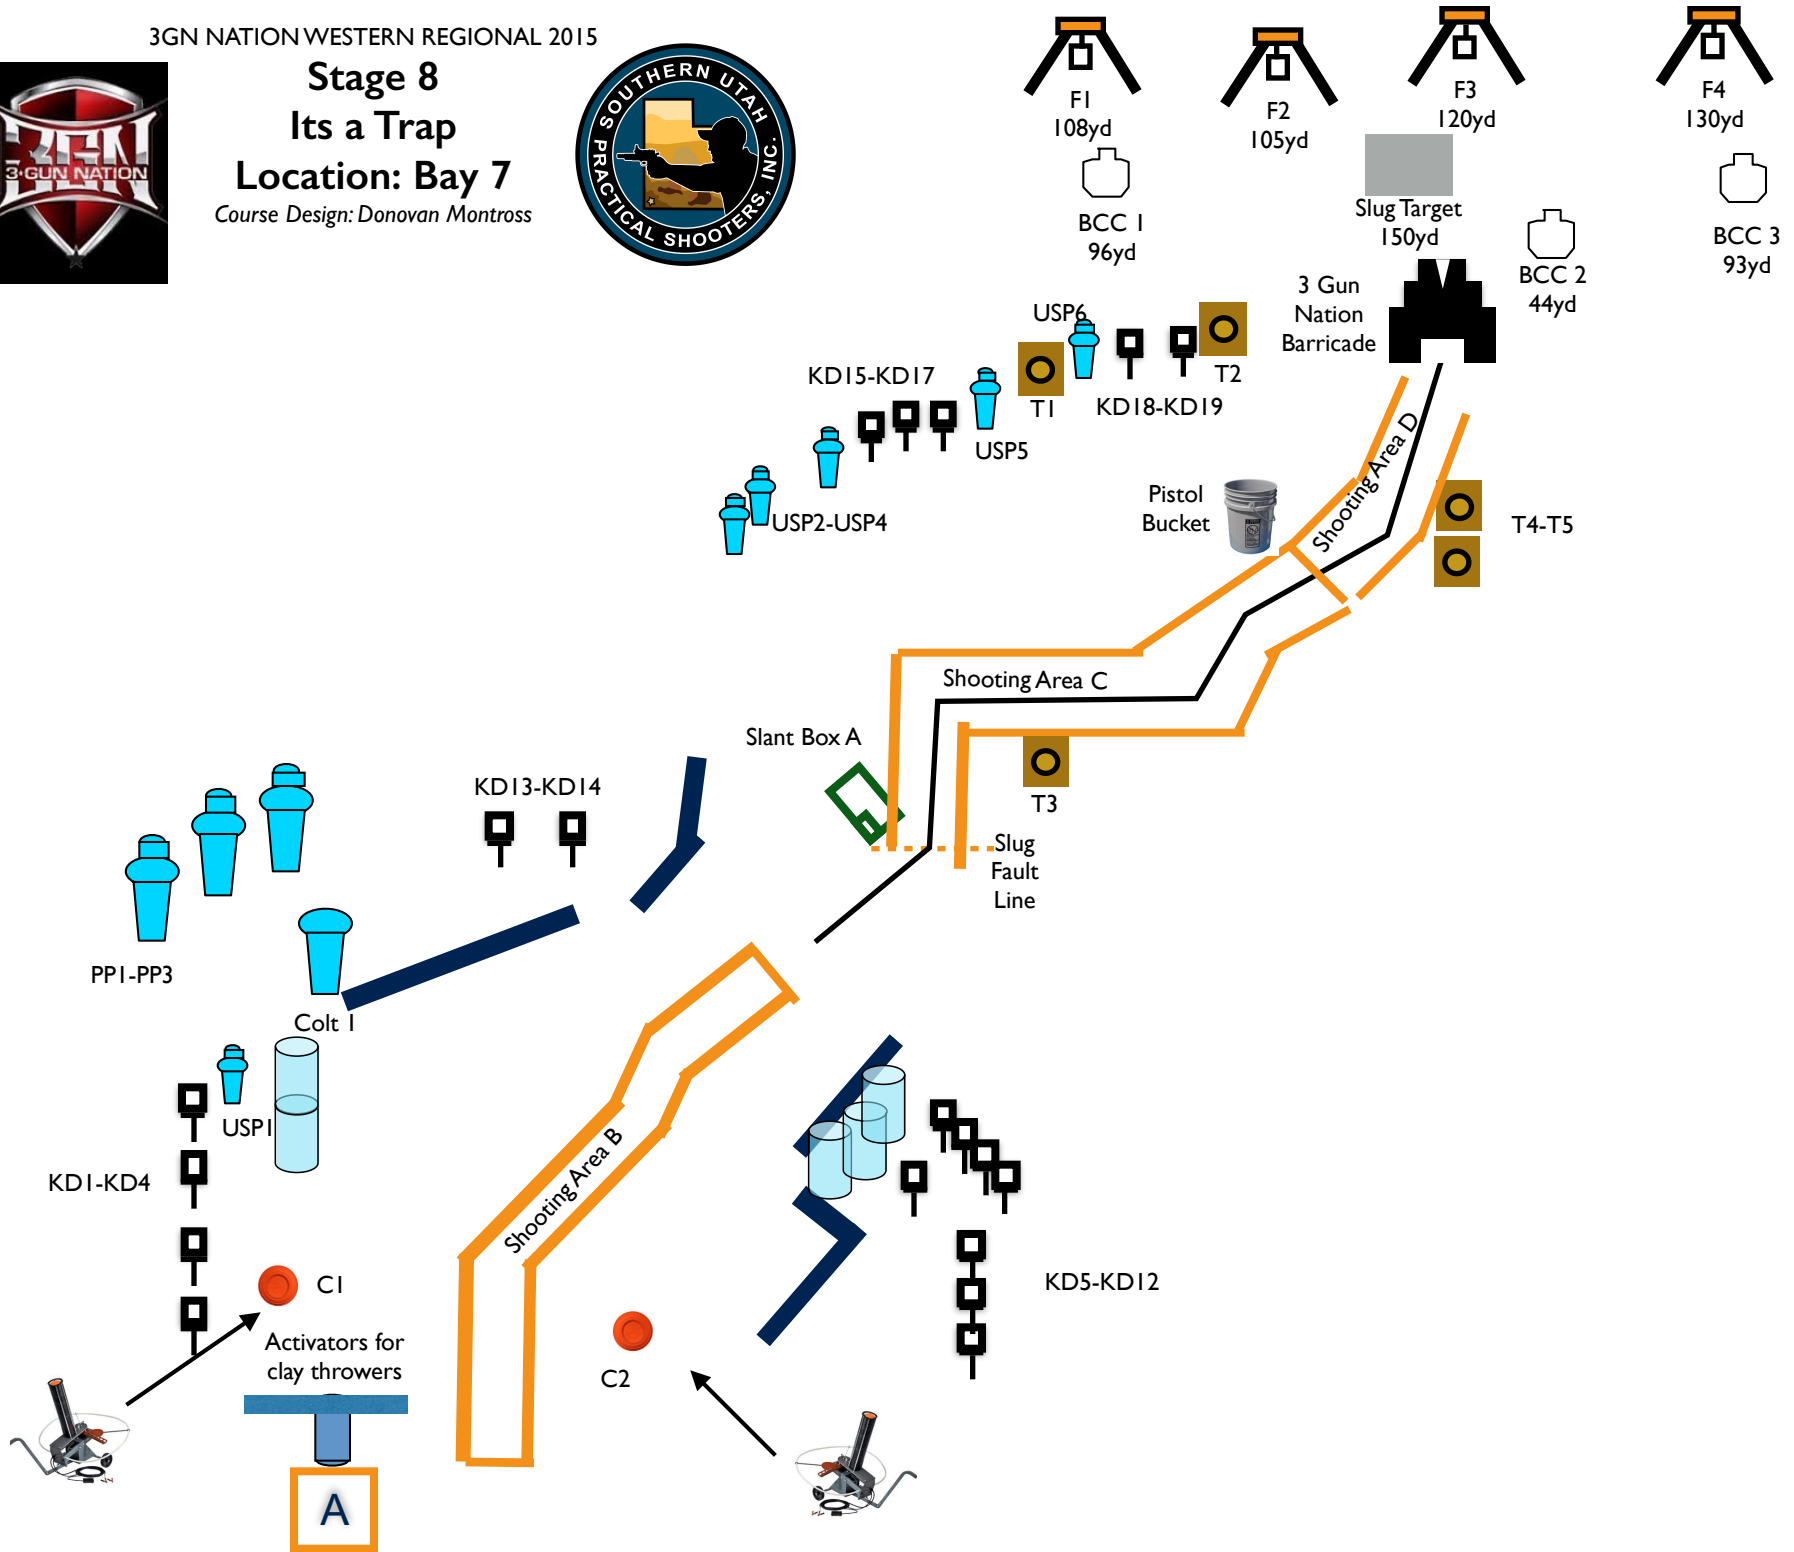 3GN NATION WESTERN REGIONAL 2015
Stage 8
Its a Trap
Location: Bay 7
Course Design: Donovan Montross
3GN
3-GUN NATION
SOUTHERN UTAH
PRACTICAL SHOOTERS, INC.
F1
108yd
F2
105yd
F3
120yd
F4
130yd
BCC 1
96yd
Slug Target
150yd
BCC 2
44yd
BCC 3
93yd
3 Gun
Nation
Barricade
USP6
T2
KD15-KD17
T1
KD18-KD19
USP5
USP2-USP4
Pistol
Bucket
Shooting Area D
T4-T5
Shooting Area C
Slant Box A
T3
Slug
Fault
Line
KD13-KD14
PP1-PP3
Colt 1
USP1
KD1-KD4
Shooting Area B
KD5-KD12
C1
Activators for
clay throwers
C2
A